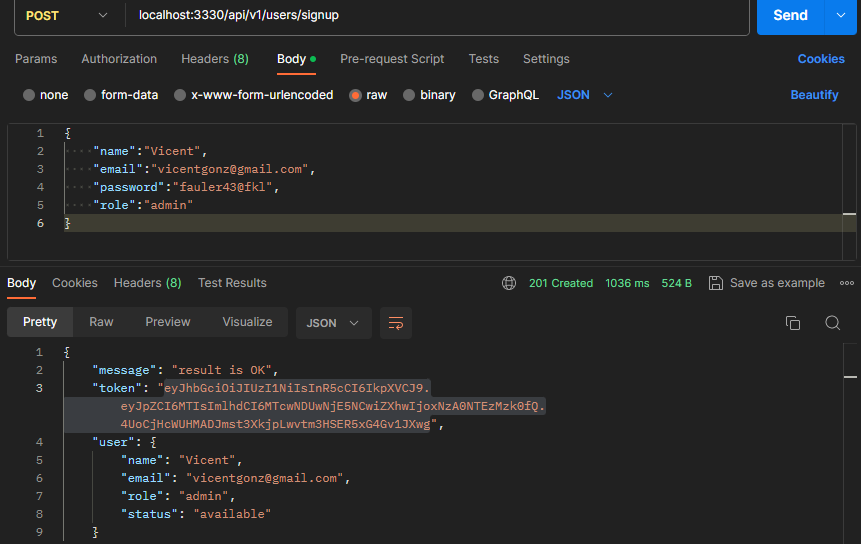 POST localhost:3330/api/v1/users/signup Send
Params Authorization Headers (8) Body Pre-request Script Tests Settings Cookies
none form-data x-www-form-urlencoded raw binary GraphQL JSON Beautify
1 {
2 "name":"Vicent",
3 "email":"vicentgonz@gmail.com",
4 "password":"fauler43@fkl",
5 "role":"admin"
6 }
Body Cookies Headers (8) Test Results 201 Created 1036 ms 524 B Save as example
Pretty Raw Preview Visualize JSON
1 {
2 "message": "result is OK",
3 "token": "eyJhbGciOiJIUzI1NiIsInR5cCI6IkpXVCJ9.
eyJpZCI6MTIsImlhdCI6MTcwNDUwNjE5NCwiZXhwIjoxNzA0NTEzMzk0fQ.
4UoCjHcWUHMADJmst3XkjpLwvtm3HSER5xG4Gv1JXwg",
4 "user": {
5 "name": "Vicent",
6 "email": "vicentgonz@gmail.com",
7 "role": "admin",
8 "status": "available"
9 }